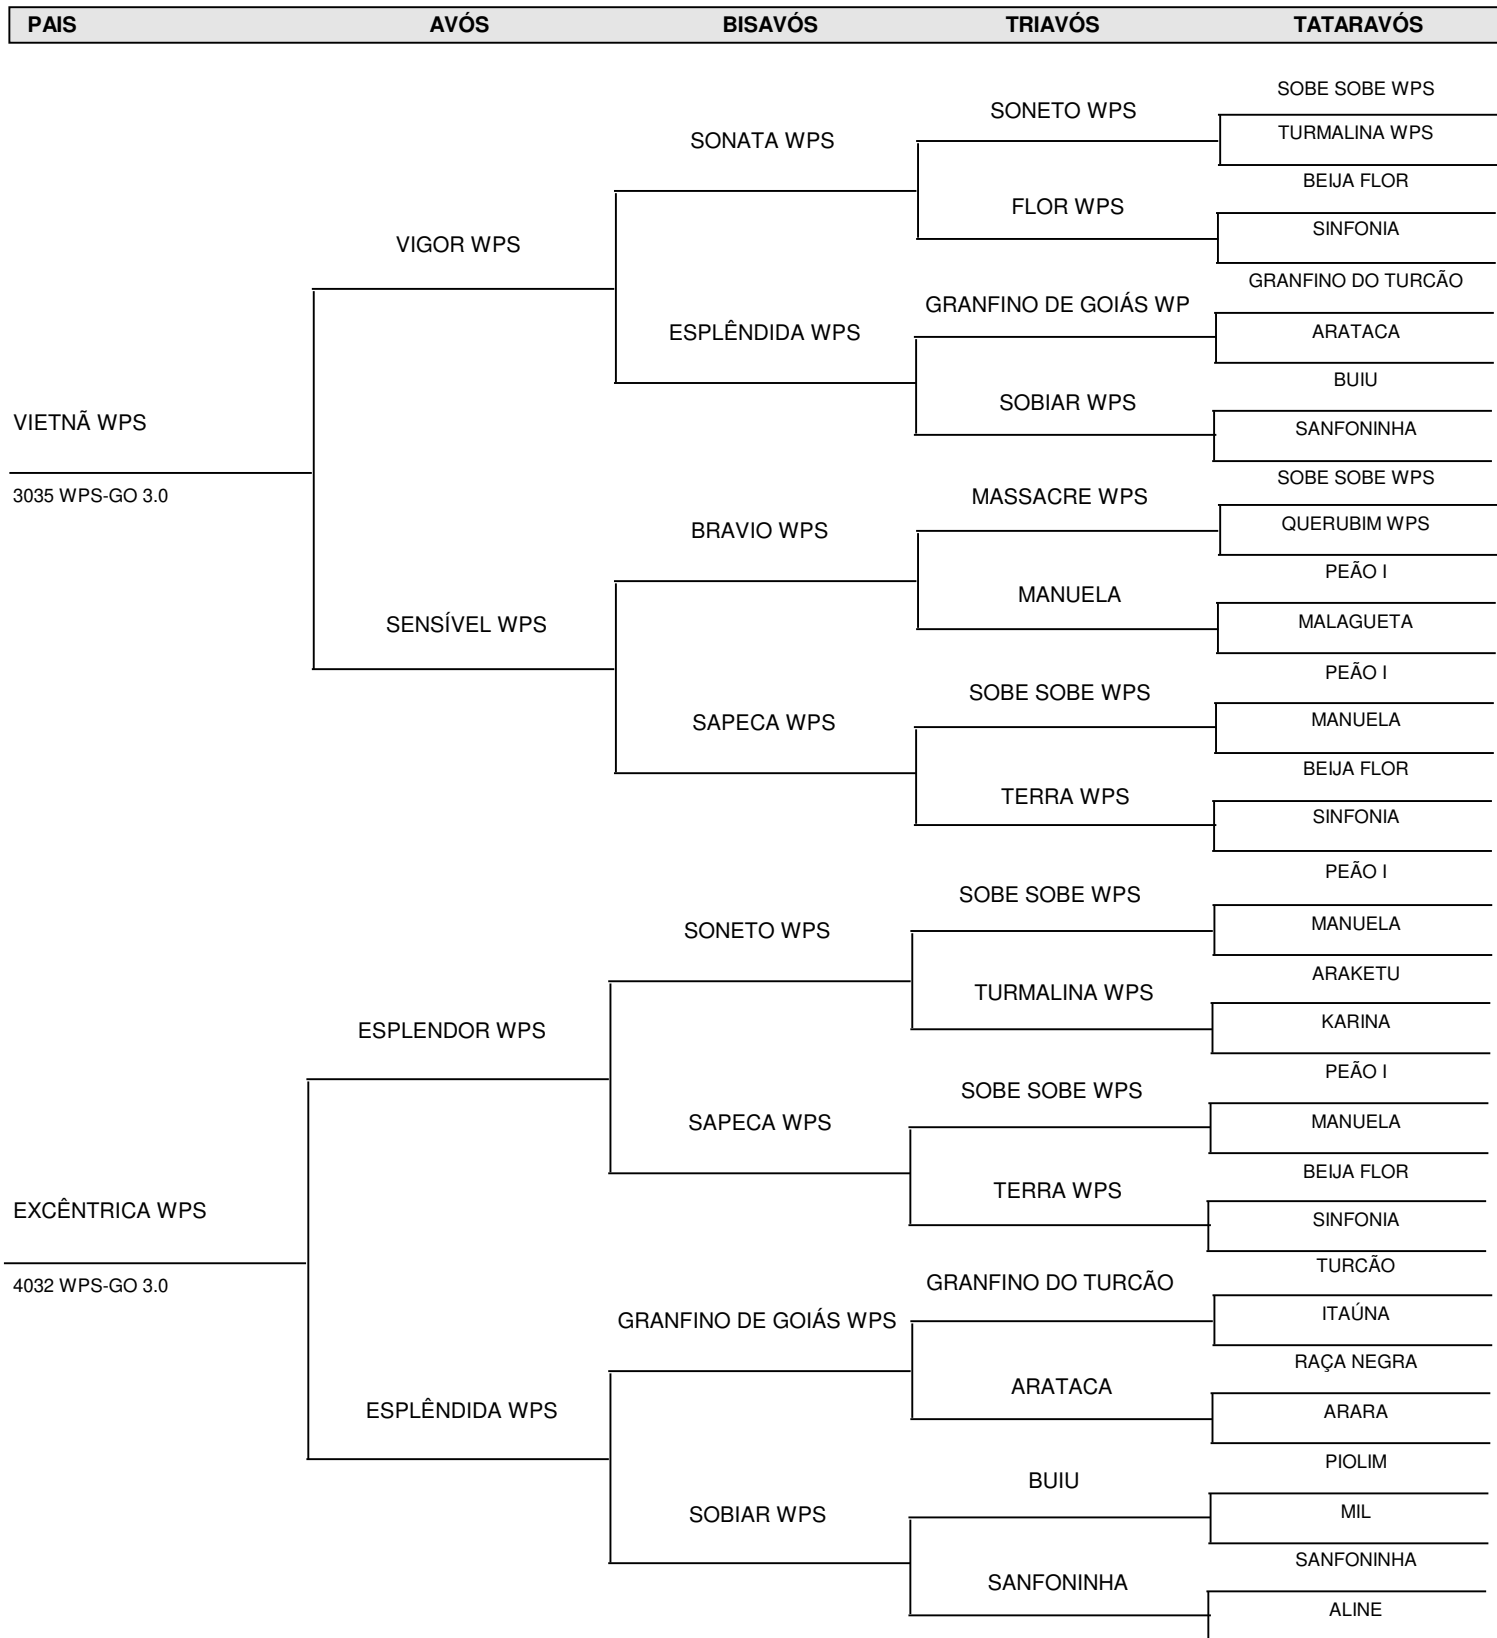 PAIS AVÓS BISAVÓS TRIAVÓS TATARAVÓS
SOBE SOBE WPS
SONETO WPS
TURMALINA WPS
SONATA WPS
BEIJA FLOR
FLOR WPS
SINFONIA
VIGOR WPS
GRANFINO DO TURCÃO
GRANFINO DE GOIÁS WP
ARATACA
ESPLÊNDIDA WPS
BUIU
SOBIAR WPS
VIETNÃ WPS
SANFONINHA
SOBE SOBE WPS
3035 WPS-GO 3.0
MASSACRE WPS
QUERUBIM WPS
BRAVIO WPS
PEÃO I
MANUELA
MALAGUETA
SENSÍVEL WPS
PEÃO I
SOBE SOBE WPS
MANUELA
SAPECA WPS
BEIJA FLOR
TERRA WPS
SINFONIA
PEÃO I
SOBE SOBE WPS
MANUELA
SONETO WPS
ARAKETU
TURMALINA WPS
KARINA
ESPLENDOR WPS
PEÃO I
SOBE SOBE WPS
MANUELA
SAPECA WPS
BEIJA FLOR
TERRA WPS
EXCÊNTRICA WPS
SINFONIA
TURCÃO
4032 WPS-GO 3.0
GRANFINO DO TURCÃO
ITAÚNA
GRANFINO DE GOIÁS WPS
RAÇA NEGRA
ARATACA
ARARA
ESPLÊNDIDA WPS
PIOLIM
BUIU
MIL
SOBIAR WPS
SANFONINHA
SANFONINHA
ALINE